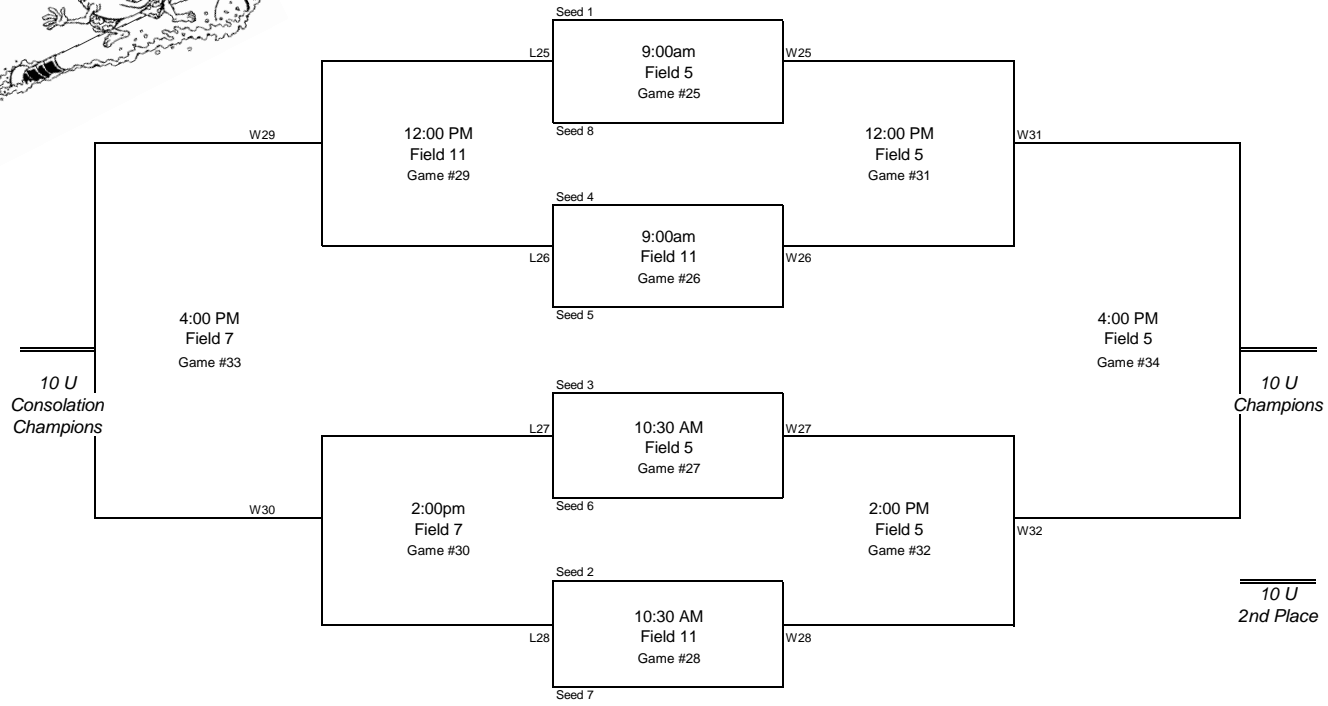 Seed 1
L25
9:00am
Field 5
Game #25
W25
Seed 8
W29
12:00 PM
Field 11
Game #29
12:00 PM
Field 5
Game #31
W31
Seed 4
L26
9:00am
Field 11
Game #26
W26
Seed 5
4:00 PM
Field 7
Game #33
4:00 PM
Field 5
Game #34
10 U
Consolation
Champions
10 U
Champions
Seed 3
L27
10:30 AM
Field 5
Game #27
W27
Seed 6
W30
2:00pm
Field 7
Game #30
2:00 PM
Field 5
Game #32
W32
Seed 2
L28
10:30 AM
Field 11
Game #28
W28
Seed 7
10 U
2nd Place